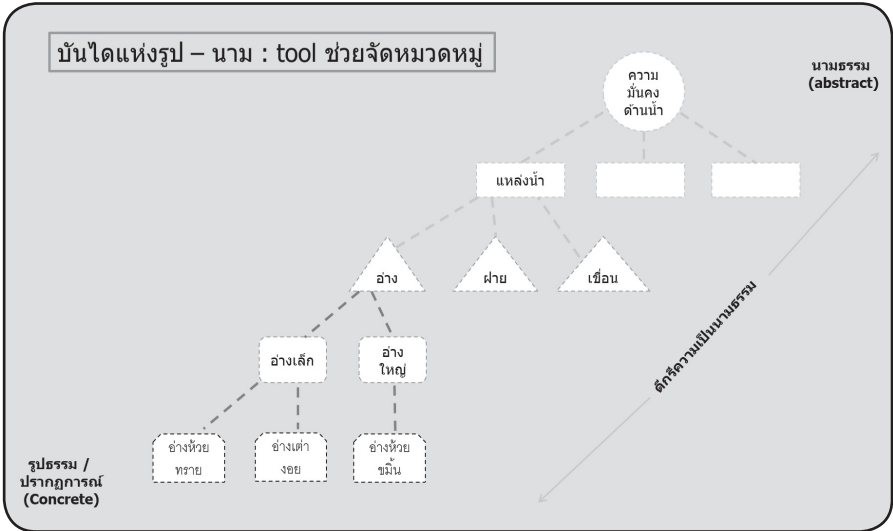 บันไดแห่งรูป – นาม : tool ช่วยจัดหมวดหมู่
ความ
มั่นคง
ด้านน้ำ
นามธรรม
(abstract)
แหล่งน้ำ
อ่าง
ฝาย
เขื่อน
ดีกรีความเป็นนามธรรม
อ่างเล็ก
อ่าง
ใหญ่
อ่างห้วย
ทราย
อ่างเต่า
งอย
อ่างห้วย
ขมิ้น
รูปธรรม /
ปรากฏการณ์
(Concrete)